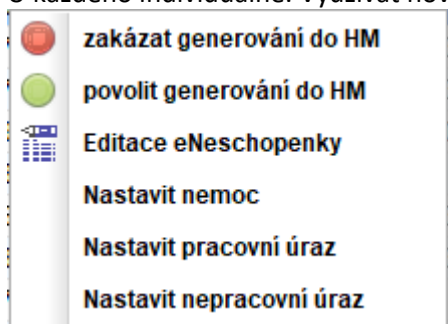 zakázat generování do HM
povolit generování do HM
Editace eNeschopenky
Nastavit nemoc
Nastavit pracovní úraz
Nastavit nepracovní úraz